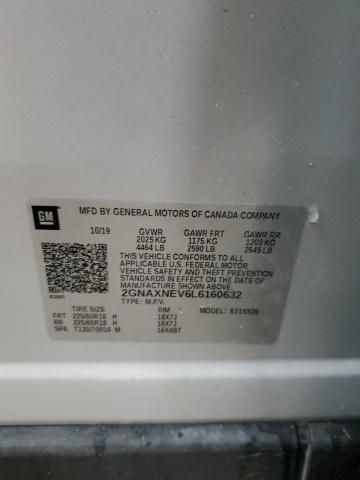 GM
MFD BY GENERAL MOTORS OF CANADA COMPANY
10/19 GVWR GAWR FRT GAWR RR
2025 KG 1175 KG 1200 KG
4464 LB 2590 LB 2645 LB
THIS VEHICLE CONFORMS TO ALL
APPLICABLE U.S. FEDERAL MOTOR
VEHICLE SAFETY AND THEFT PREVENTION
STANDARDS IN EFFECT ON THE DATE OF
MANUFACTURE SHOWN ABOVE.
2GNAXNEV6L6160632
TYPE: M.P.V. MODEL:
TIRE SIZE RIM
FRT 225/60R18 H 18X7J
RR 225/60R18 H 18X7J
SPA T135/70R16 M 16X4BT